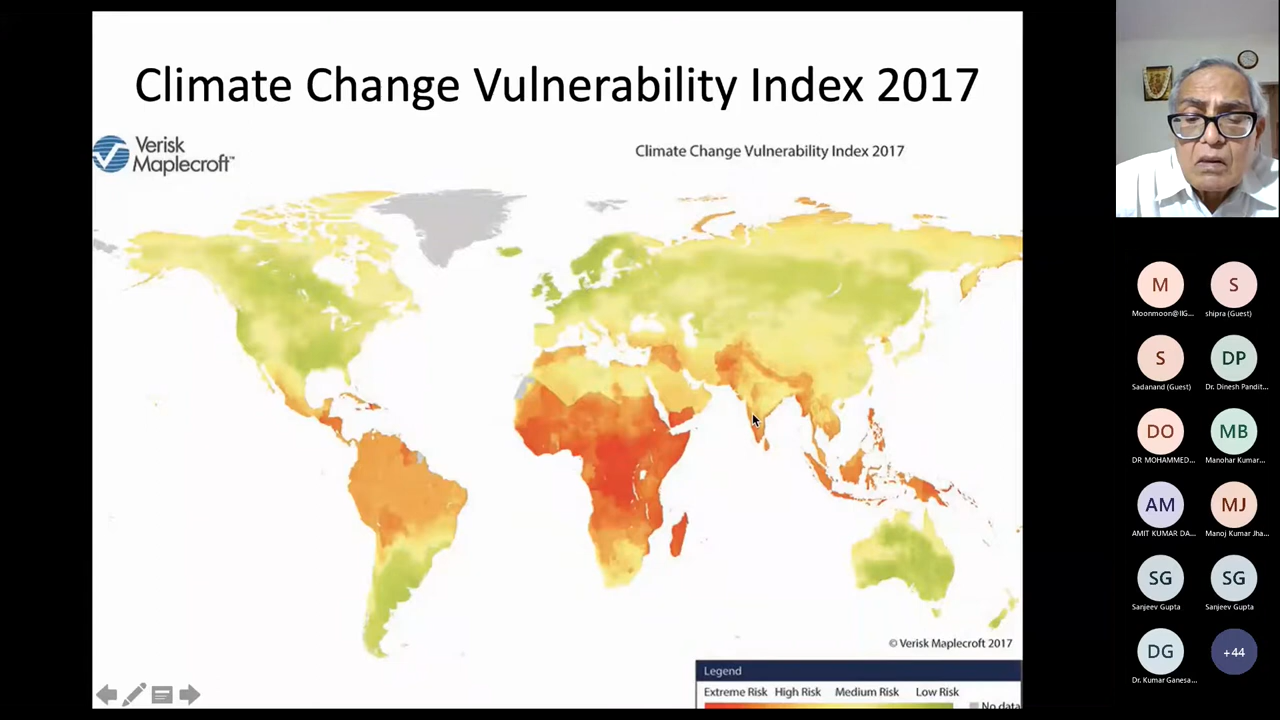 Climate Change Vulnerability Index 2017
Verisk
Maplecroft™
Climate Change Vulnerability Index 2017
© Verisk Maplecroft 2017
Legend
Extreme Risk High Risk Medium Risk Low Risk
No data
M
Moonmoon@IIG...
S
shipra (Guest)
S
Sadanand (Guest)
DP
Dr. Dinesh Pandit...
DO
DR MOHAMMED...
MB
Manohar Kumar...
AM
AMIT KUMAR DA...
MJ
Manoj Kumar Jha...
SG
Sanjeev Gupta
SG
Sanjeev Gupta
DG
Dr. Kumar Ganesa...
+44